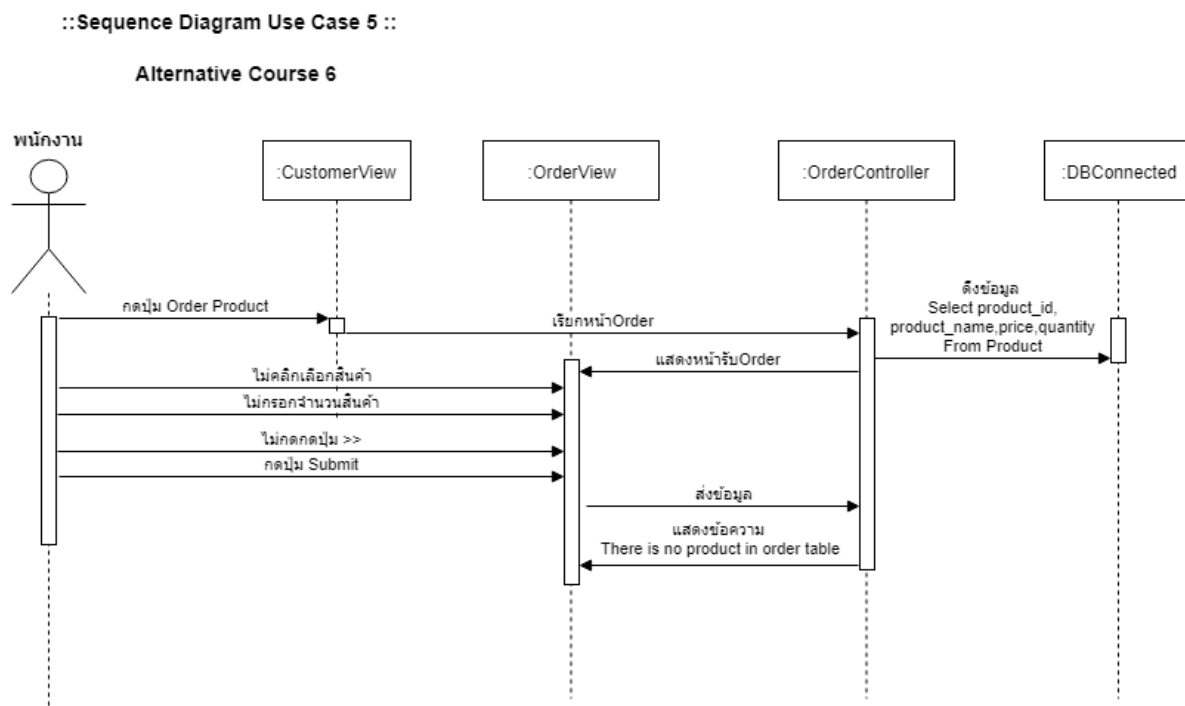 ::Sequence Diagram Use Case 5 ::
Alternative Course 6
พนักงาน
:CustomerView
:OrderView
:OrderController
:DBConnected
กดปุ่ม Order Product
เรียกหน้าOrder
ดึงข้อมูล
Select product_id,
product_name,price,quantity
From Product
แสดงหน้ารับOrder
ไม่คลิกเลือกสินค้า
ไม่กรอกจำนวนสินค้า
ไม่กดกดปุ่ม >>
กดปุ่ม Submit
ส่งข้อมูล
แสดงข้อความ
There is no product in order table